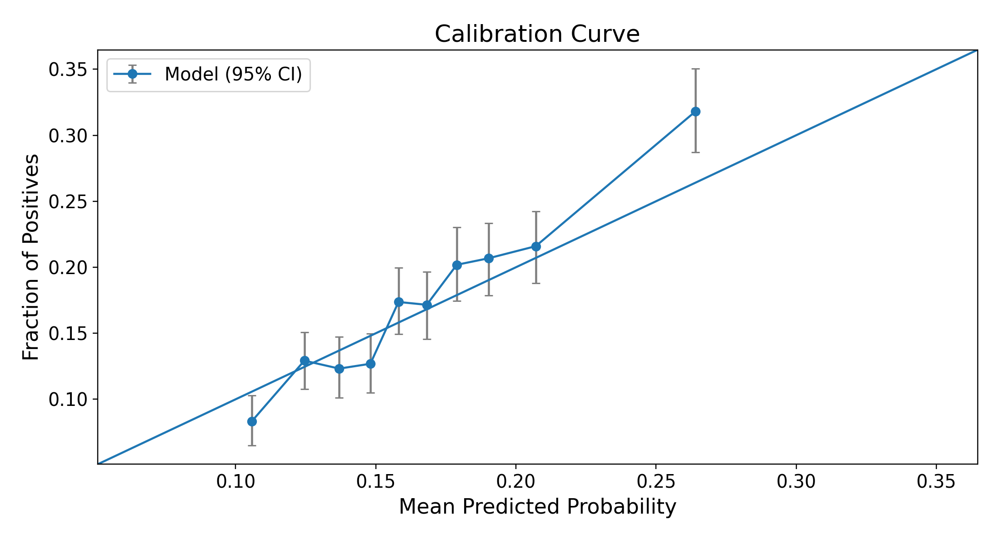 Calibration Curve
Model (95% CI)
0.35
0.30
0.25
0.20
0.15
0.10
Fraction of Positives
0.10 0.15 0.20 0.25 0.30 0.35
Mean Predicted Probability